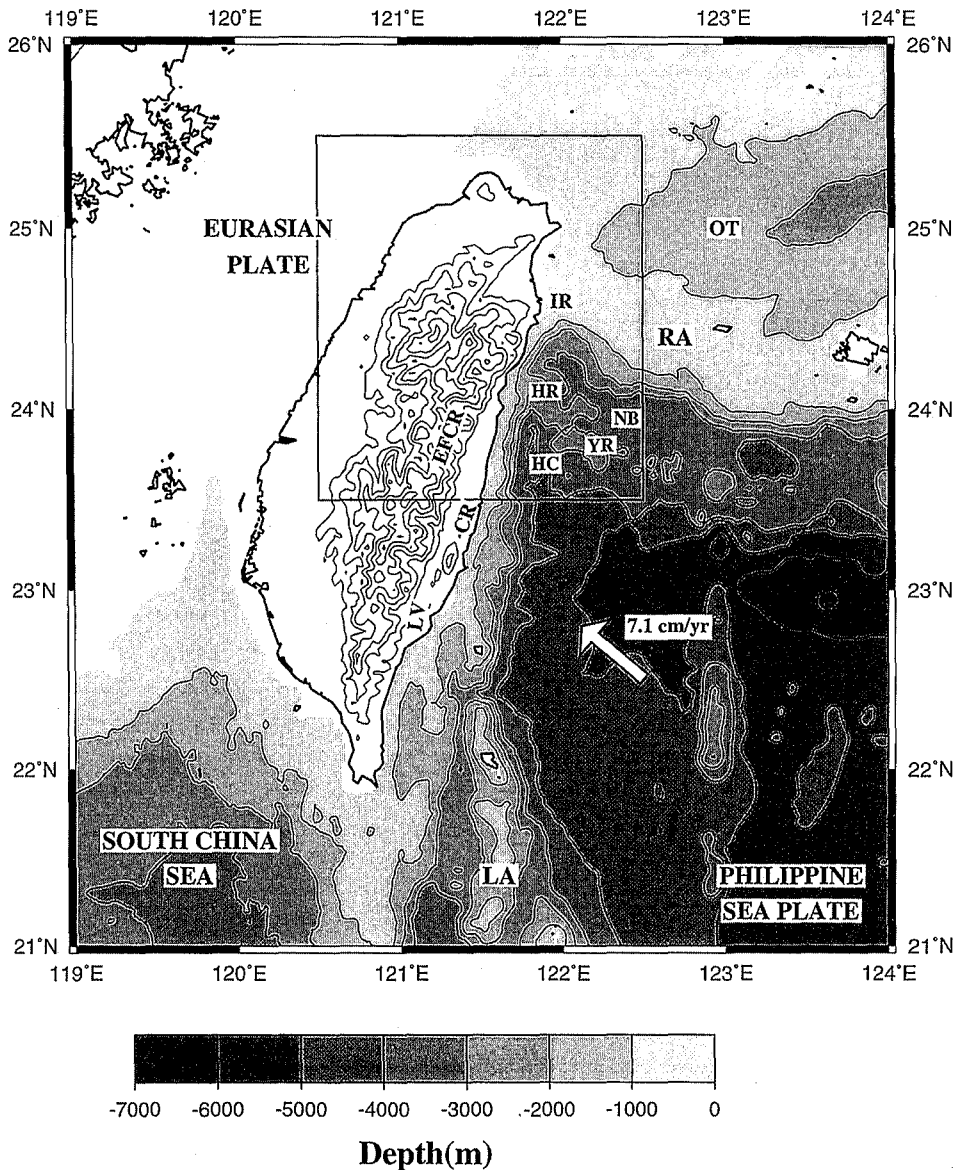 119˚E 120˚E 121˚E 122˚E 123˚E 124˚E
26˚N 26˚N
25˚N 25˚N
EURASIAN
PLATE
OT
IR
RA
24˚N 24˚N
HR
NB
EFCR
YR
HC
CR
23˚N 23˚N
LV
7.1 cm/yr
22˚N 22˚N
SOUTH CHINA
SEA
LA
PHILIPPINE
SEA PLATE
21˚N 21˚N
119˚E 120˚E 121˚E 122˚E 123˚E 124˚E
-7000 -6000 -5000 -4000 -3000 -2000 -1000 0
Depth(m)